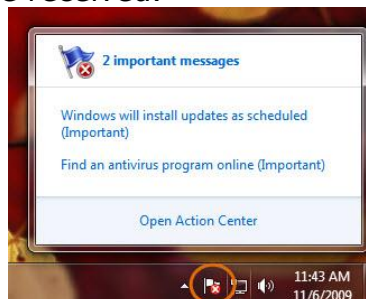 2 important messages
Windows will install updates as scheduled
(Important)
Find an antivirus program online (Important)
Open Action Center
11:43 AM
11/6/2009